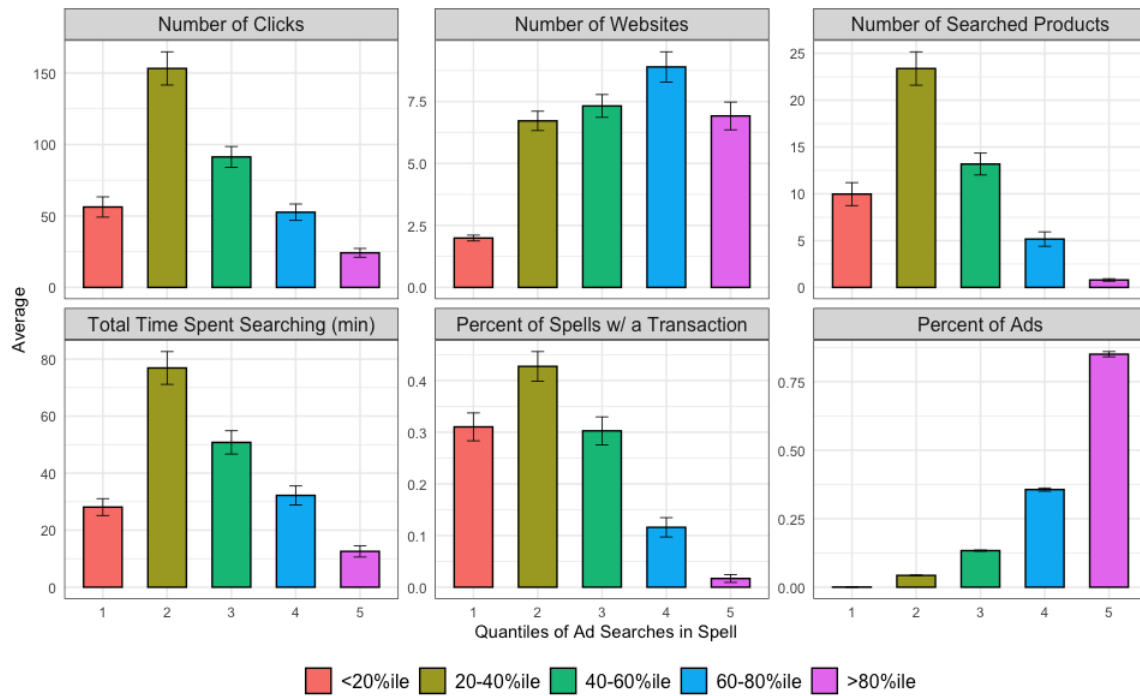 Number of Clicks
Number of Websites
Number of Searched Products
150
100
50
0
7.5
5.0
2.5
0.0
25
20
15
10
5
0
Average
Total Time Spent Searching (min)
Percent of Spells w/ a Transaction
Percent of Ads
80
60
40
20
0
0.4
0.3
0.2
0.1
0.0
0.75
0.50
0.25
0.00
1 2 3 4 5
1 2 3 4 5
1 2 3 4 5
Quantiles of Ad Searches in Spell
<20%ile 20-40%ile 40-60%ile 60-80%ile >80%ile